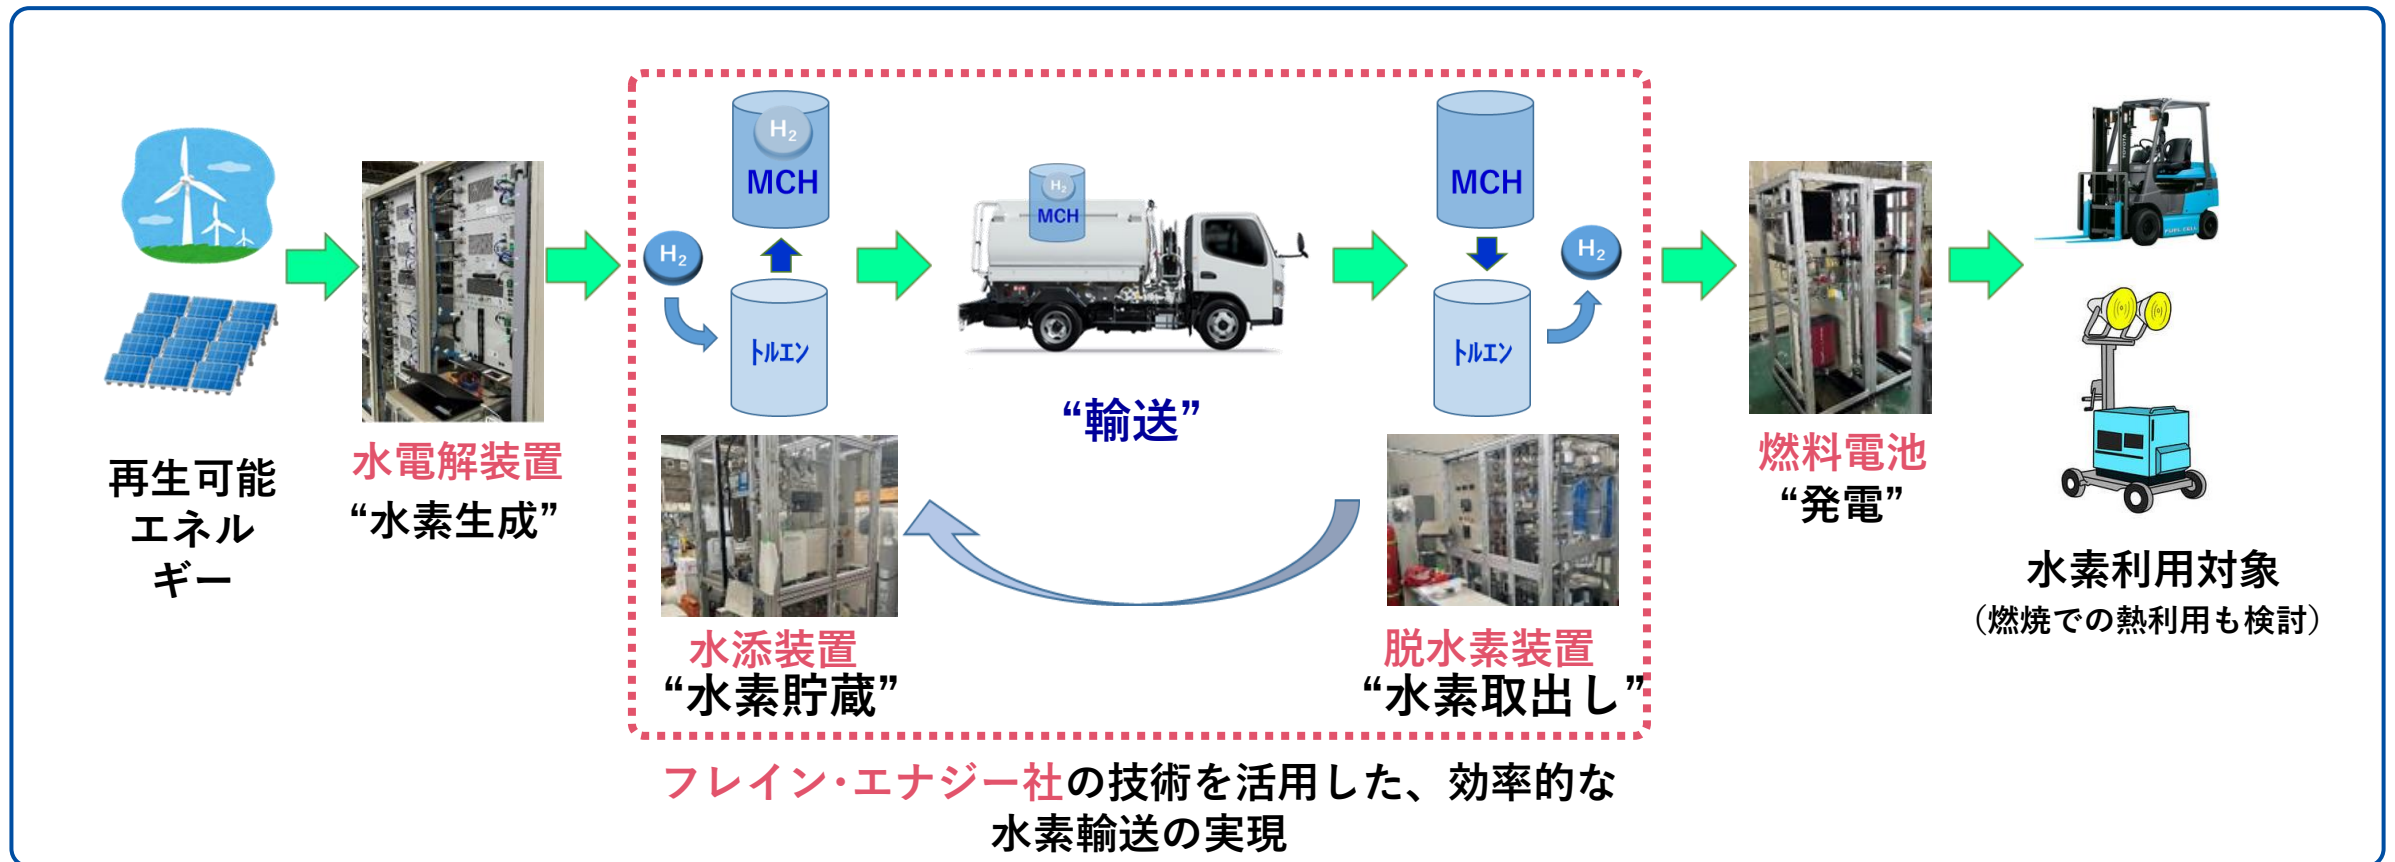 H₂
MCH
H₂
トルエン
H₂
MCH
MCH
H₂
トルエン
TOYOTA
FUEL CELL
再生可能
エネル
ギー
水電解装置
“水素生成”
“輸送”
燃料電池
“発電”
水素利用対象
（燃焼での熱利用も検討）
水添装置
“水素貯蔵”
脱水素装置
“水素取出し”
フレイン・エナジー社の技術を活用した、効率的な
水素輸送の実現